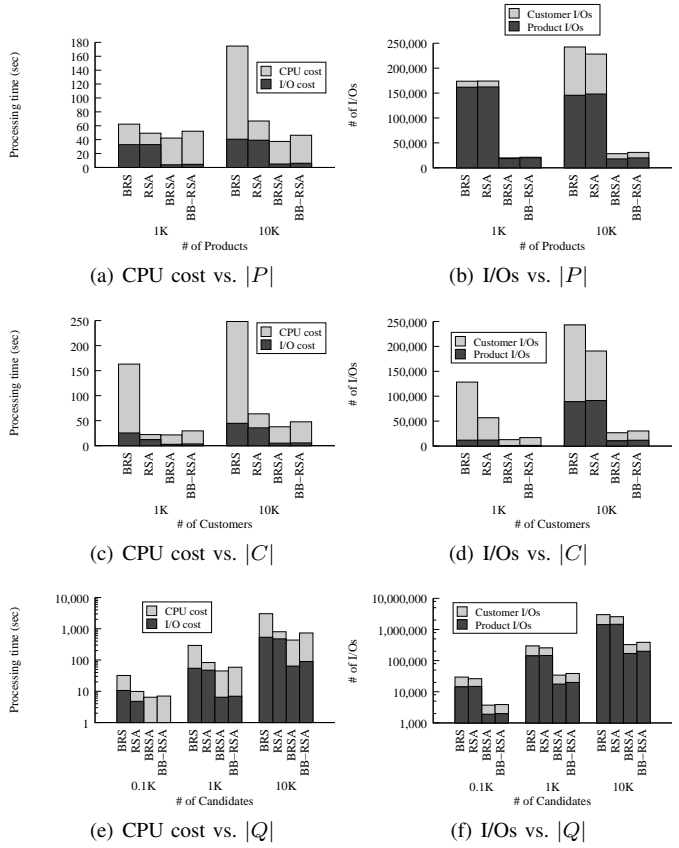 Processing time (sec)
180
160
140
120
100
80
60
40
20
0
CPU cost
I/O cost
BRS
RSA
BRSA
BB−RSA
BRS
RSA
BRSA
BB−RSA
1K
10K
# of Products
(a) CPU cost vs. |P|
Customer I/Os
Product I/Os
# of I/Os
250,000
200,000
150,000
100,000
50,000
0
BRS
RSA
BRSA
BB−RSA
BRS
RSA
BRSA
BB−RSA
1K
10K
# of Products
(b) I/Os vs. |P|
Processing time (sec)
250
200
150
100
50
0
CPU cost
I/O cost
BRS
RSA
BRSA
BB−RSA
BRS
RSA
BRSA
BB−RSA
1K
10K
# of Customers
(c) CPU cost vs. |C|
# of I/Os
250,000
200,000
150,000
100,000
50,000
0
Customer I/Os
Product I/Os
BRS
RSA
BRSA
BB−RSA
BRS
RSA
BRSA
BB−RSA
1K
10K
# of Customers
(d) I/Os vs. |C|
Processing time (sec)
10,000
1,000
100
10
1
CPU cost
I/O cost
BRS
RSA
BRSA
BB−RSA
BRS
RSA
BRSA
BB−RSA
BRS
RSA
BRSA
BB−RSA
0.1K
1K
10K
# of Candidates
(e) CPU cost vs. |Q|
# of I/Os
10,000,000
1,000,000
100,000
10,000
1,000
Customer I/Os
Product I/Os
BRS
RSA
BRSA
BB−RSA
BRS
RSA
BRSA
BB−RSA
BRS
RSA
BRSA
BB−RSA
0.1K
1K
10K
# of Candidates
(f) I/Os vs. |Q|